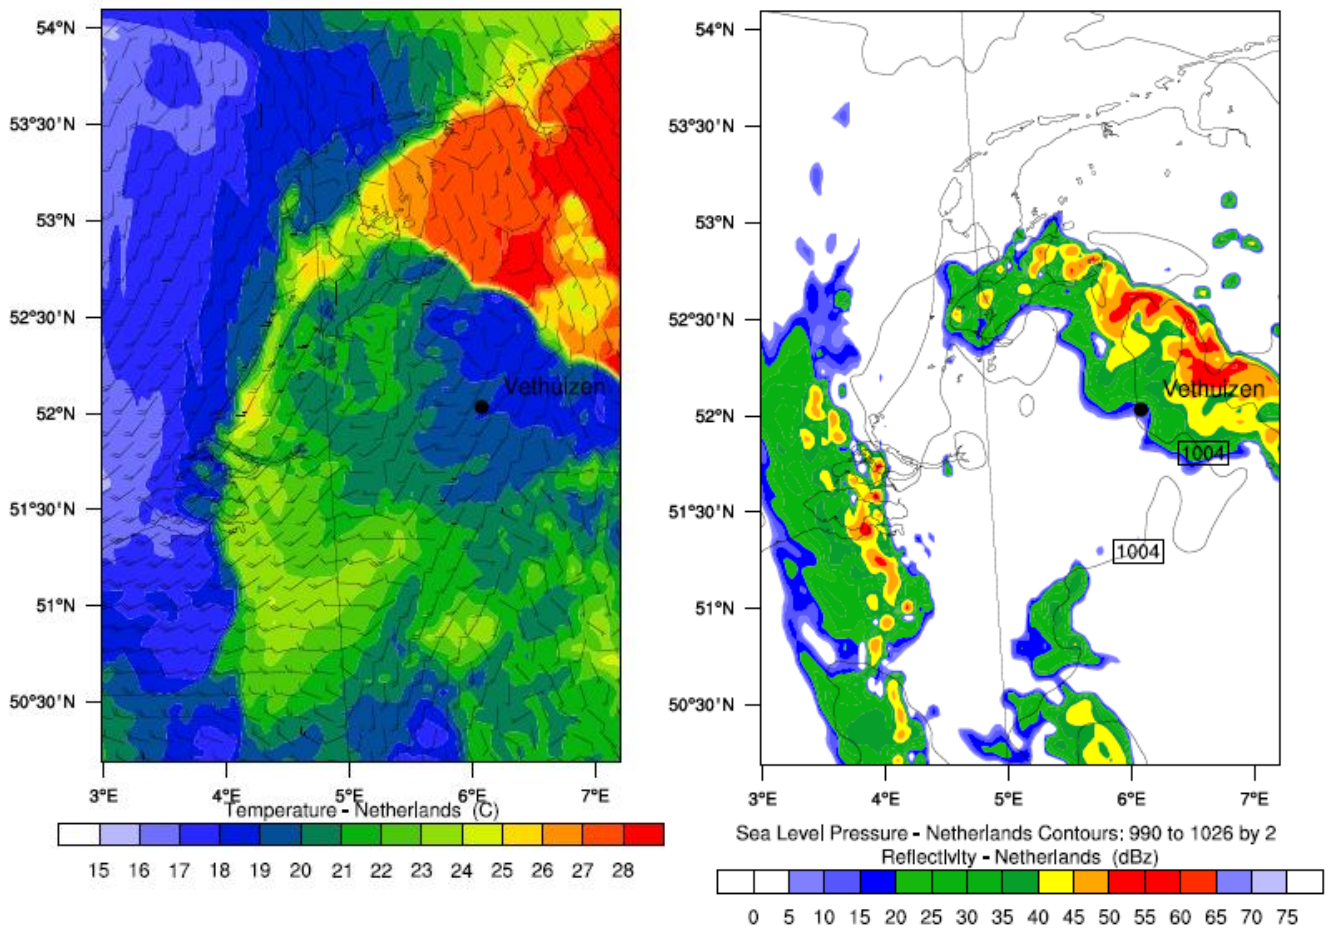 54°N
53°30'N
53°N
52°30'N
52°N
51°30'N
51°N
50°30'N
Vethuizen
3°E 4°E 5°E 6°E 7°E
Temperature - Netherlands (C)
15 16 17 18 19 20 21 22 23 24 25 26 27 28
54°N
53°30'N
53°N
52°30'N
52°N
51°30'N
51°N
50°30'N
Vethuizen
1004
1004
3°E 4°E 5°E 6°E 7°E
Sea Level Pressure - Netherlands Contours: 990 to 1026 by 2
Reflectivity - Netherlands (dBz)
0 5 10 15 20 25 30 35 40 45 50 55 60 65 70 75